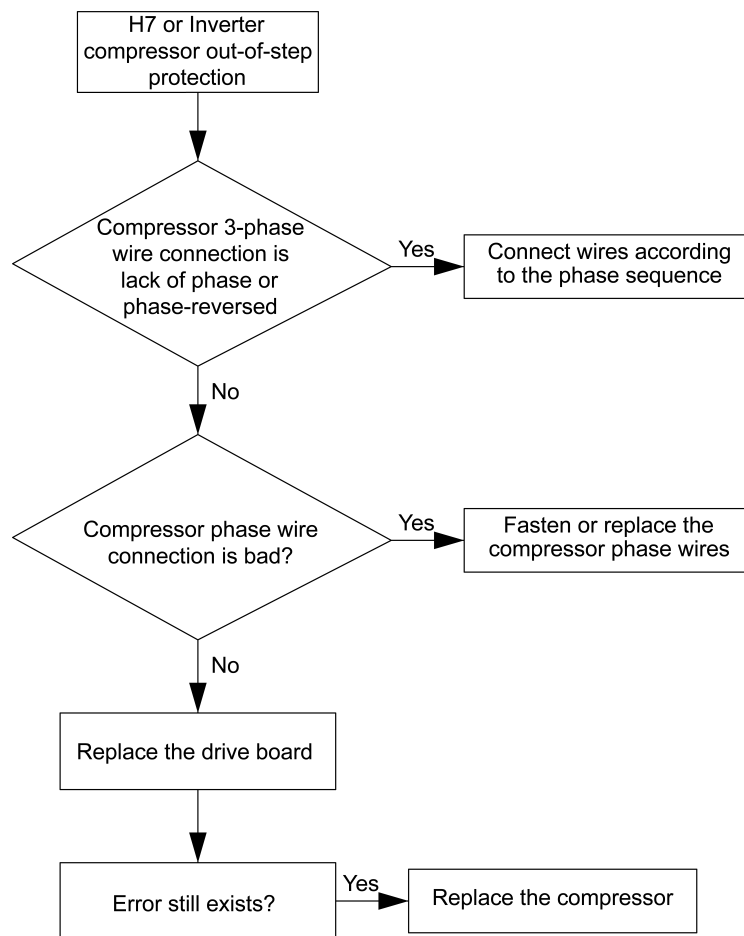 H7 or Inverter
compressor out-of-step
protection
Compressor 3-phase
wire connection is
lack of phase or
phase-reversed
Yes
Connect wires according
to the phase sequence
No
Compressor phase wire
connection is bad?
Yes
Fasten or replace the
compressor phase wires
No
Replace the drive board
Error still exists?
Yes
Replace the compressor